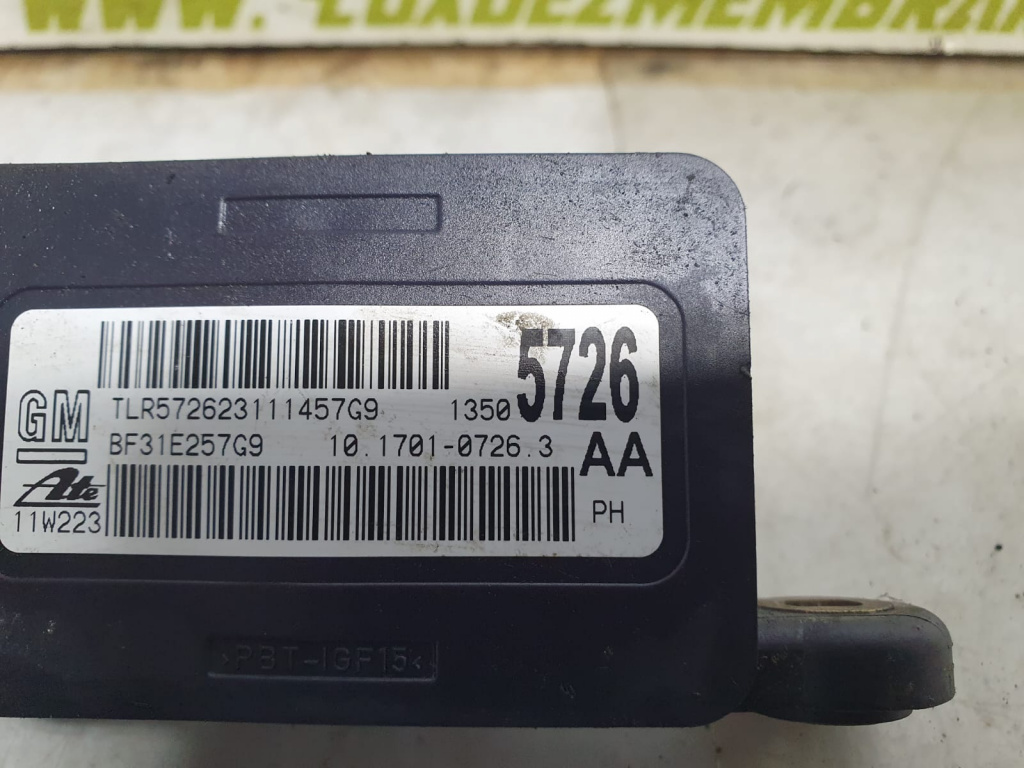 GM
TLR572623111457G9 1350 5726
BF31E257G9 10.1701-0726.3 AA
Ate
11W223 PH
>PBT-IGF15<